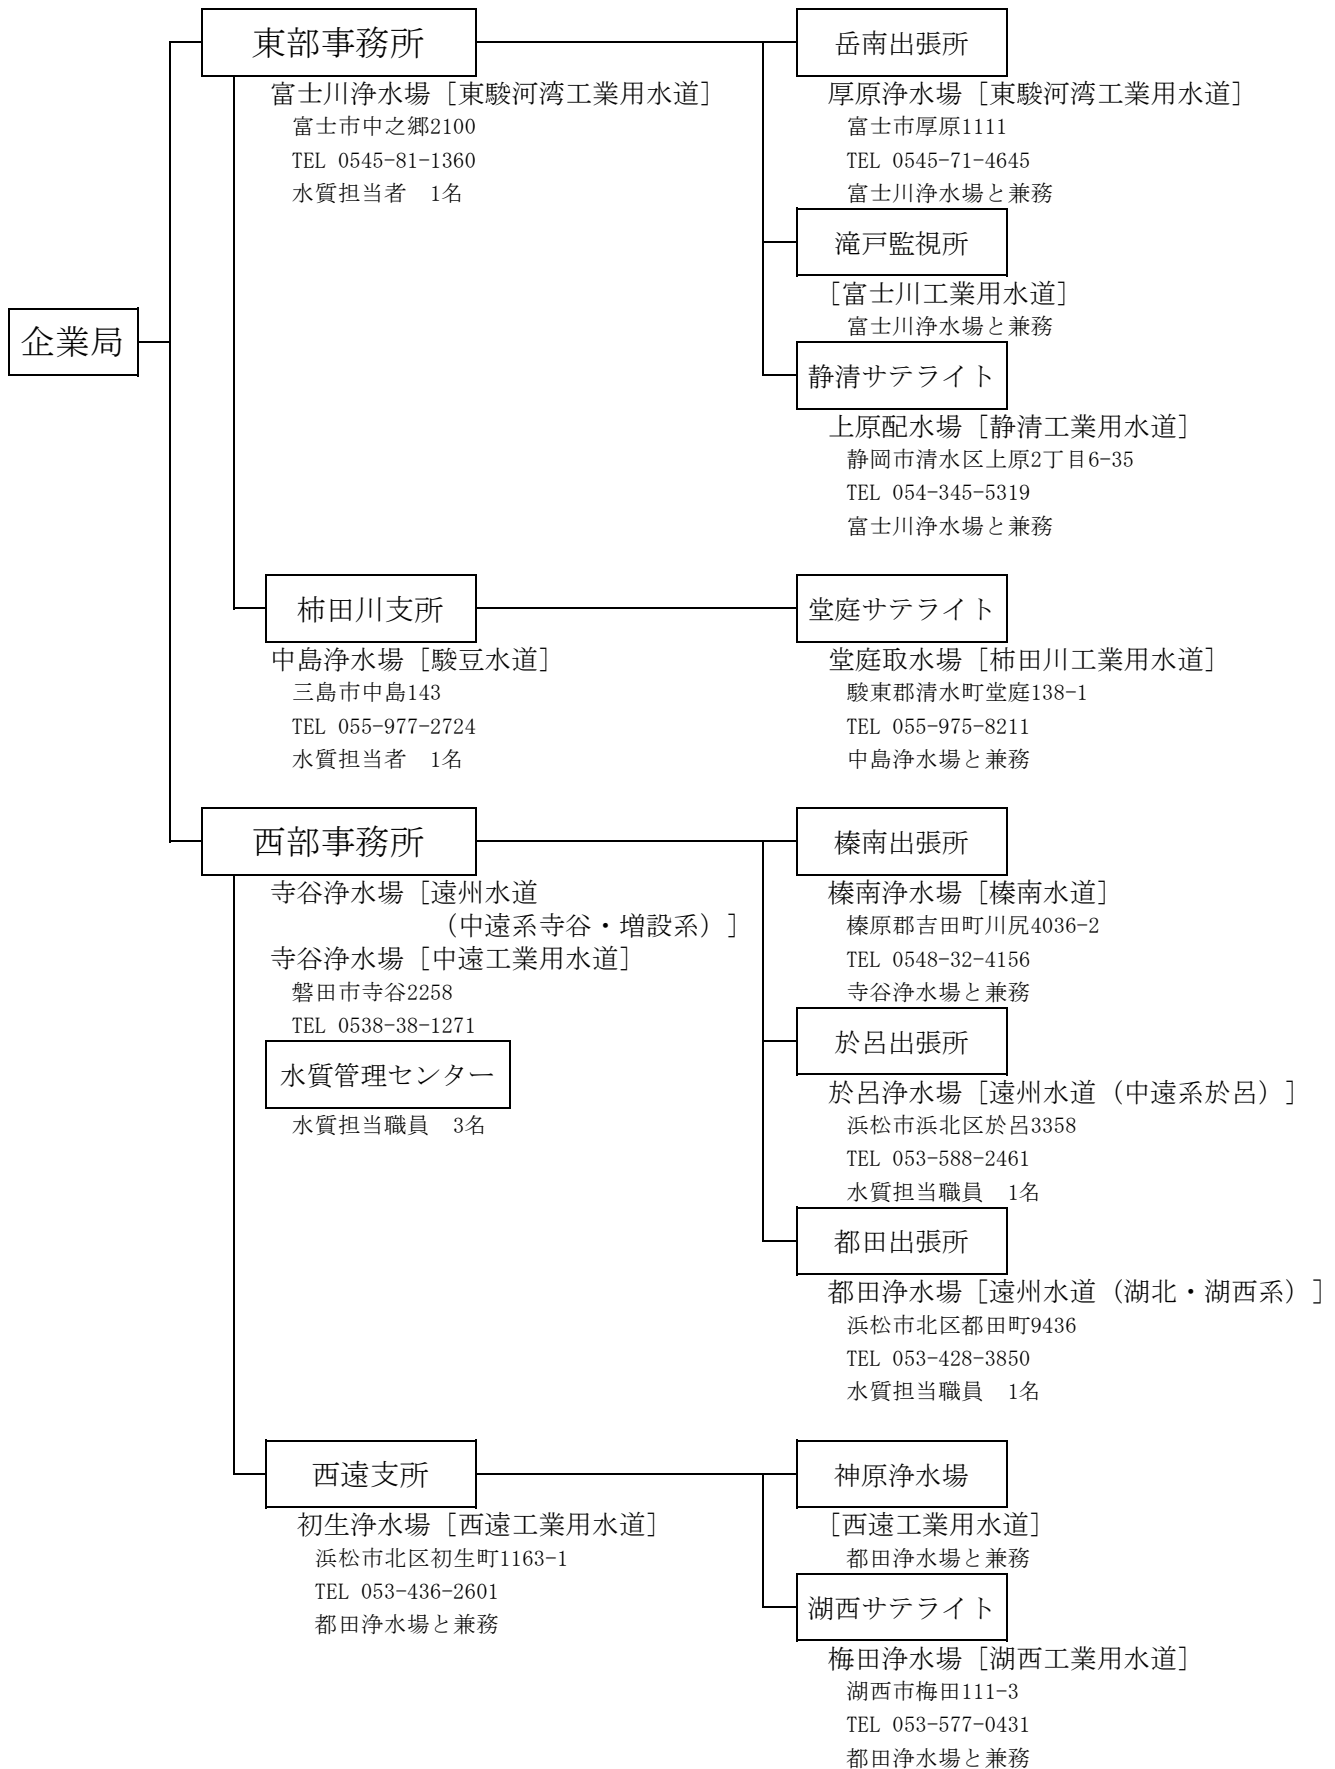 企業局
東部事務所
富士川浄水場［東駿河湾工業用水道］
富士市中之郷2100
TEL 0545-81-1360
水質担当者　1名
岳南出張所
厚原浄水場［東駿河湾工業用水道］
富士市厚原1111
TEL 0545-71-4645
富士川浄水場と兼務
滝戸監視所
［富士川工業用水道］
富士川浄水場と兼務
静清サテライト
上原配水場［静清工業用水道］
静岡市清水区上原2丁目6-35
TEL 054-345-5319
富士川浄水場と兼務
柿田川支所
中島浄水場［駿豆水道］
三島市中島143
TEL 055-977-2724
水質担当者　1名
堂庭サテライト
堂庭取水場［柿田川工業用水道］
駿東郡清水町堂庭138-1
TEL 055-975-8211
中島浄水場と兼務
西部事務所
寺谷浄水場［遠州水道
（中遠系寺谷・増設系）］
寺谷浄水場［中遠工業用水道］
磐田市寺谷2258
TEL 0538-38-1271
水質管理センター
水質担当職員　3名
榛南出張所
榛南浄水場［榛南水道］
榛原郡吉田町川尻4036-2
TEL 0548-32-4156
寺谷浄水場と兼務
於呂出張所
於呂浄水場［遠州水道（中遠系於呂）］
浜松市浜北区於呂3358
TEL 053-588-2461
水質担当職員　1名
都田出張所
都田浄水場［遠州水道（湖北・湖西系）］
浜松市北区都田町9436
TEL 053-428-3850
水質担当職員　1名
西遠支所
初生浄水場［西遠工業用水道］
浜松市北区初生町1163-1
TEL 053-436-2601
都田浄水場と兼務
神原浄水場
［西遠工業用水道］
都田浄水場と兼務
湖西サテライト
梅田浄水場［湖西工業用水道］
湖西市梅田111-3
TEL 053-577-0431
都田浄水場と兼務